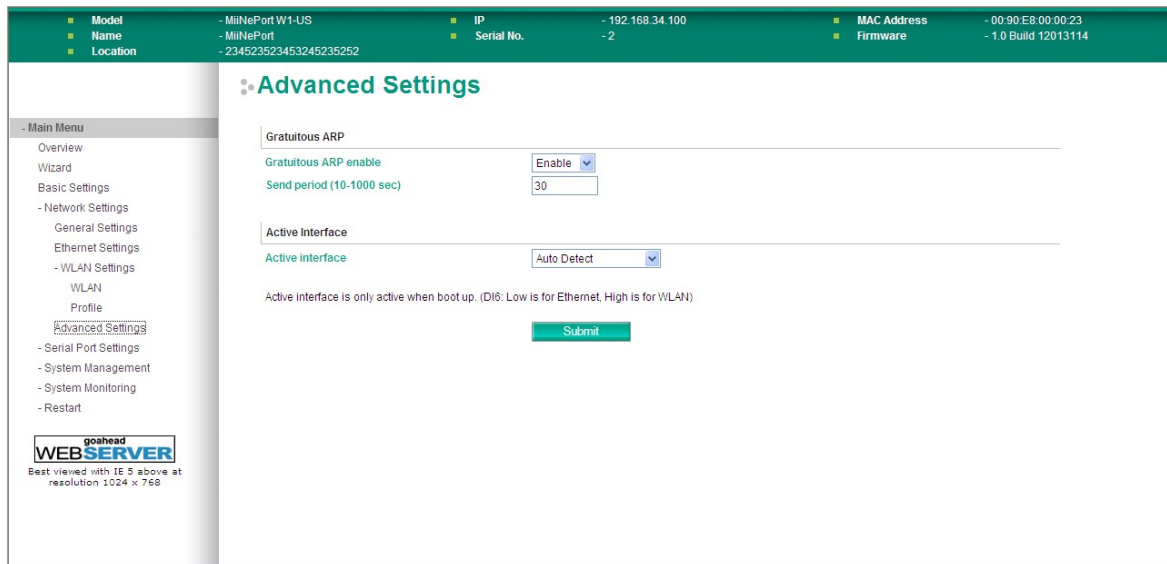 Model - MiiNePort W1-US IP - 192.168.34.100 MAC Address - 00:90:E8:00:00:23
Name - MiiNePort Serial No. - 2 Firmware - 1.0 Build 12013114
Location - 234523523453245235252
Advanced Settings
- Main Menu
Overview
Wizard
Basic Settings
- Network Settings
General Settings
Ethernet Settings
- WLAN Settings
WLAN
Profile
Advanced Settings
- Serial Port Settings
- System Management
- System Monitoring
- Restart
goahead
WEBSERVER
Best viewed with IE 5 above at
resolution 1024 x 768
Gratuitous ARP
Gratuitous ARP enable Enable
Send period (10-1000 sec) 30
Active Interface
Active interface Auto Detect
Active interface is only active when boot up. (DI6: Low is for Ethernet, High is for WLAN)
Submit